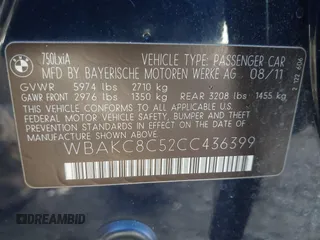 BMW
750LxiA VEHICLE TYPE: PASSENGER CAR
MFD. BY BAYERISCHE MOTOREN WERKE AG 08/11
GVWR 5974 lbs 2710 kg
GAWR FRONT 2976 lbs 1350 kg REAR 3208 lbs 1455 kg
THIS VEHICLE CONFORMS TO ALL APPLICABLE U.S.
FEDERAL MOTOR VEHICLE SAFETY, BUMPER, AND
THEFT PREVENTION STANDARDS IN EFFECT ON THE
DATE OF MANUFACTURE SHOWN ABOVE.
WBAKC8C52CC436399
© DREAMBID